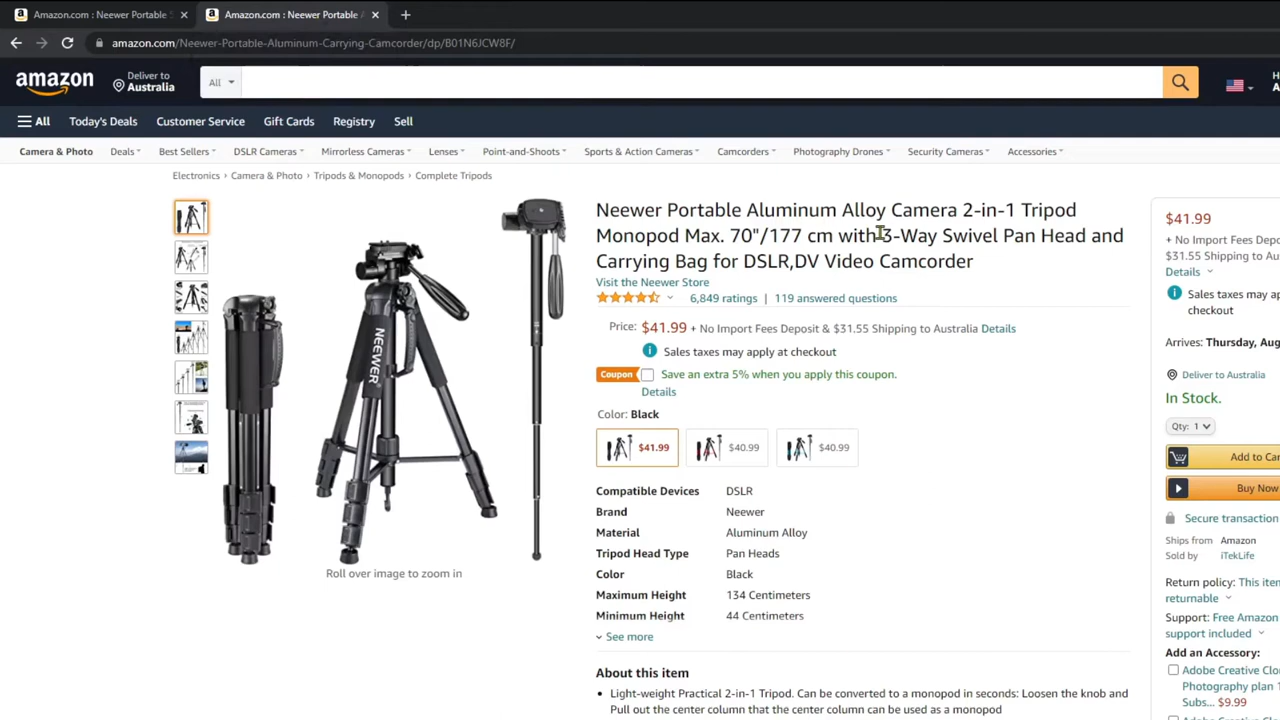 Amazon.com : Neewer Portable
Amazon.com : Neewer Portable /
amazon.com/Neewer-Portable-Aluminum-Carrying-Camcorder/dp/B01N6JCW8F/
amazon
Deliver to
Australia
All
All
Today's Deals
Customer Service
Gift Cards
Registry
Sell
Camera & Photo
Deals
Best Sellers
DSLR Cameras
Mirrorless Cameras
Lenses
Point-and-Shoots
Sports & Action Cameras
Camcorders
Photography Drones
Security Cameras
Accessories
Electronics › Camera & Photo › Tripods & Monopods › Complete Tripods
NEEWER
Roll over image to zoom in
Neewer Portable Aluminum Alloy Camera 2-in-1 Tripod
Monopod Max. 70"/177 cm with 3-Way Swivel Pan Head and
Carrying Bag for DSLR,DV Video Camcorder
Visit the Neewer Store
6,849 ratings | 119 answered questions
Price: $41.99 + No Import Fees Deposit & $31.55 Shipping to Australia Details
Sales taxes may apply at checkout
Coupon Save an extra 5% when you apply this coupon.
Details
Color: Black
$41.99
$40.99
$40.99
Compatible Devices DSLR
Brand Neewer
Material Aluminum Alloy
Tripod Head Type Pan Heads
Color Black
Maximum Height 134 Centimeters
Minimum Height 44 Centimeters
See more
About this item
• Light-weight Practical 2-in-1 Tripod. Can be converted to a monopod in seconds: Loosen the knob and
Pull out the center column that the center column can be used as a monopod
$41.99
+ No Import Fees Depo
$31.55 Shipping to Aus
Details
Sales taxes may ap
checkout
Arrives: Thursday, Aug
Deliver to Australia
In Stock.
Qty: 1
Add to Car
Buy Now
Secure transaction
Ships from Amazon
Sold by iTekLife
Return policy: This iten
returnable
Support: Free Amazon
support included
Add an Accessory:
Adobe Creative Clo
Photography plan 1
Subs... $9.99